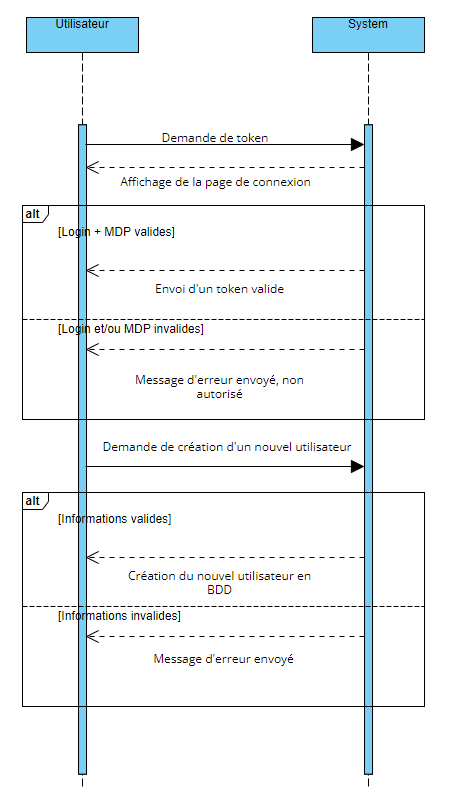 Utilisateur
System
Demande de token
Affichage de la page de connexion
alt
[Login + MDP valides]
Envoi d'un token valide
[Login et/ou MDP invalides]
Message d'erreur envoyé, non
autorisé
Demande de création d'un nouvel utilisateur
alt
[Informations valides]
Création du nouvel utilisateur en
BDD
[Informations invalides]
Message d'erreur envoyé